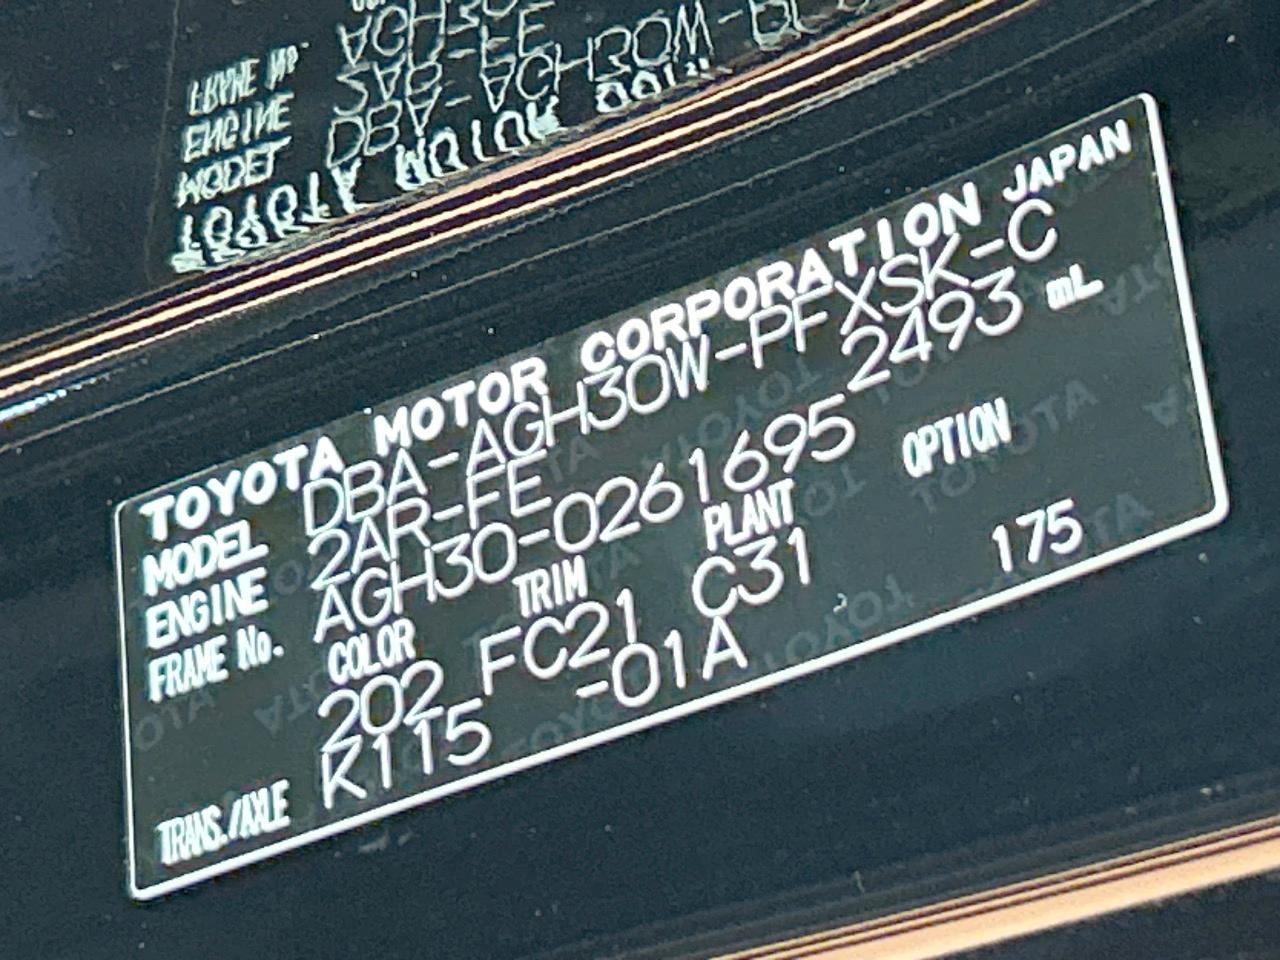 TOYOTA MOTOR CORPORATION JAPAN
MODEL DBA-AGH30W-PFXSK-C
ENGINE 2AR-FE 2493 mL
FRAME No. AGH30-0261695
COLOR TRIM PLANT OPTION
202 FC21 C31 175
TRANS./AXLE K115 -01A